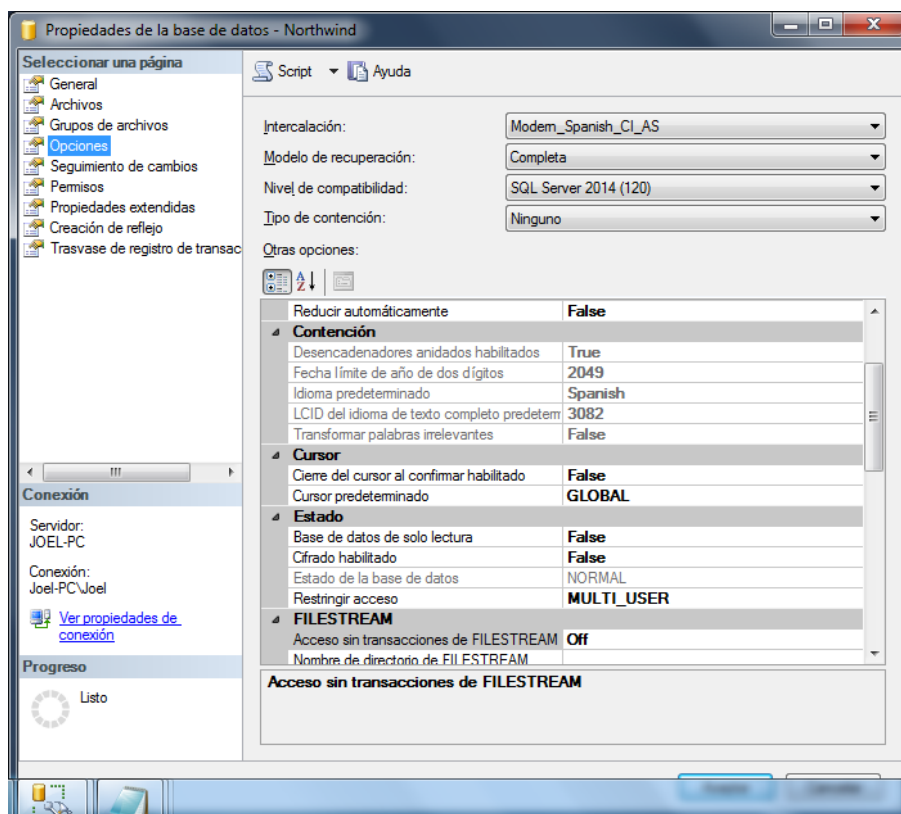 Propiedades de la base de datos - Northwind
Seleccionar una página
General
Archivos
Grupos de archivos
Opciones
Seguimiento de cambios
Permisos
Propiedades extendidas
Creación de reflejo
Trasvase de registro de transac
Script
Ayuda
Intercalación: Modern_Spanish_CI_AS
Modelo de recuperación: Completa
Nivel de compatibilidad: SQL Server 2014 (120)
Tipo de contención: Ninguno
Otras opciones:
Reducir automáticamente False
Contención
Desencadenadores anidados habilitados True
Fecha límite de año de dos dígitos 2049
Idioma predeterminado Spanish
LCID del idioma de texto completo predeterm 3082
Transformar palabras irrelevantes False
Cursor
Cierre del cursor al confirmar habilitado False
Cursor predeterminado GLOBAL
Estado
Base de datos de solo lectura False
Cifrado habilitado False
Estado de la base de datos NORMAL
Restringir acceso MULTI_USER
FILESTREAM
Acceso sin transacciones de FILESTREAM Off
Nombre de directorio de FILESTREAM
Acceso sin transacciones de FILESTREAM
Conexión
Servidor:
JOEL-PC
Conexión:
Joel-PC\Joel
Ver propiedades de
conexión
Progreso
Listo